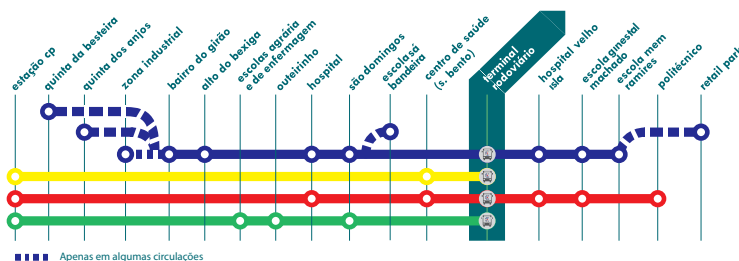 estação cp
quinta da besteira
quinta dos anjos
zona industrial
bairro do girão
alto do bexiga
escolas agrária
e de enfermagem
outeirinho
hospital
são domingos
escola sá
bandeira
centro de saúde
(s. bento)
terminal
rodoviário
hospital velho
isla
escola ginestal
machado
escola mem
ramires
politécnico
retail park
Apenas em algumas circulações